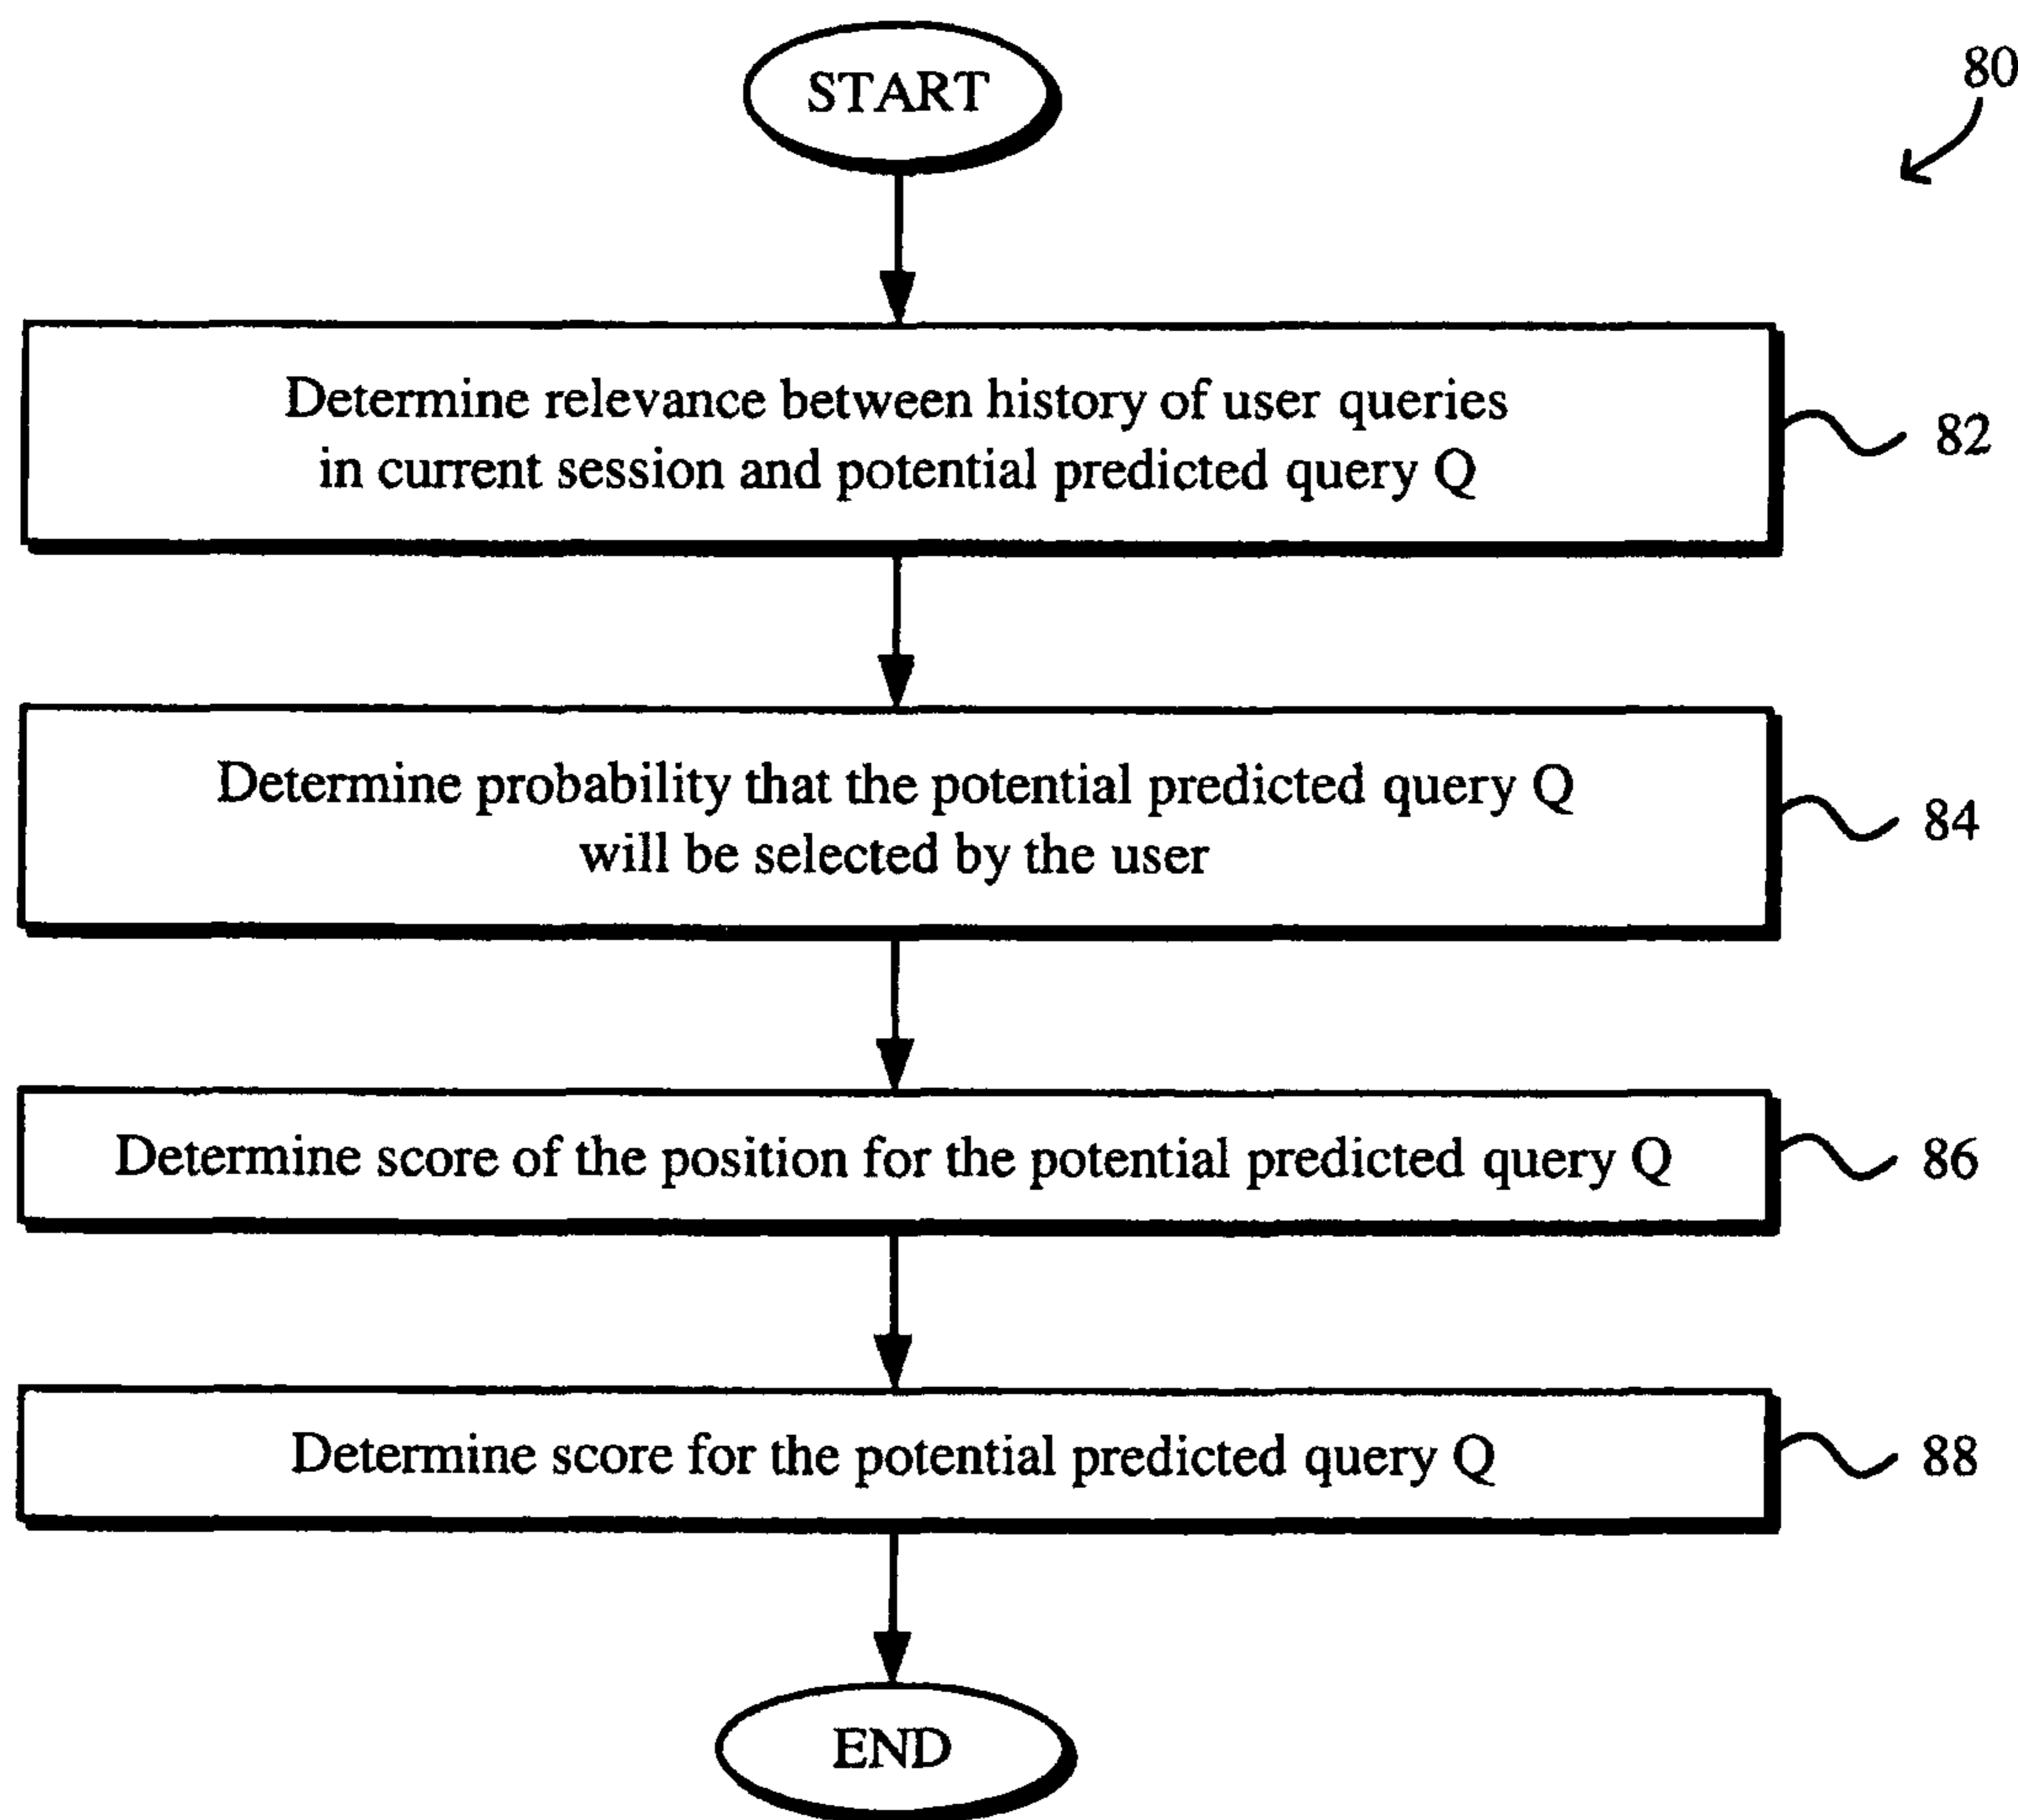 START
80
Determine relevance between history of user queries
in current session and potential predicted query Q
82
Determine probability that the potential predicted query Q
will be selected by the user
84
Determine score of the position for the potential predicted query Q
86
Determine score for the potential predicted query Q
88
END